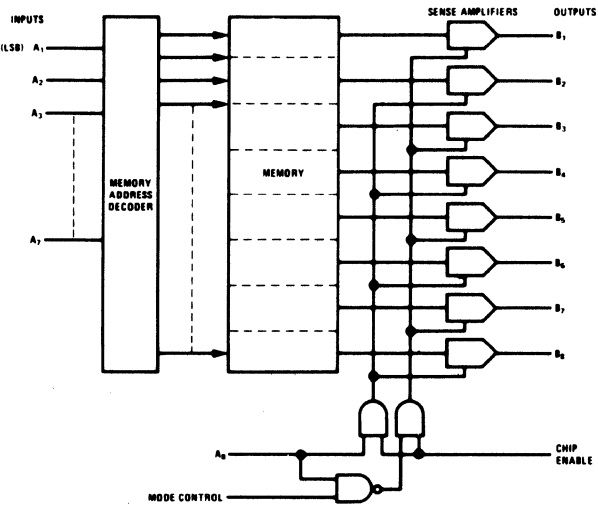 INPUTS
SENSE AMPLIFIERS
OUTPUTS
(LSB) A1
A2
A3
A7
MEMORY
ADDRESS
DECODER
MEMORY
B1
B2
B3
B4
B5
B6
B7
B8
A8
CHIP
ENABLE
MODE CONTROL